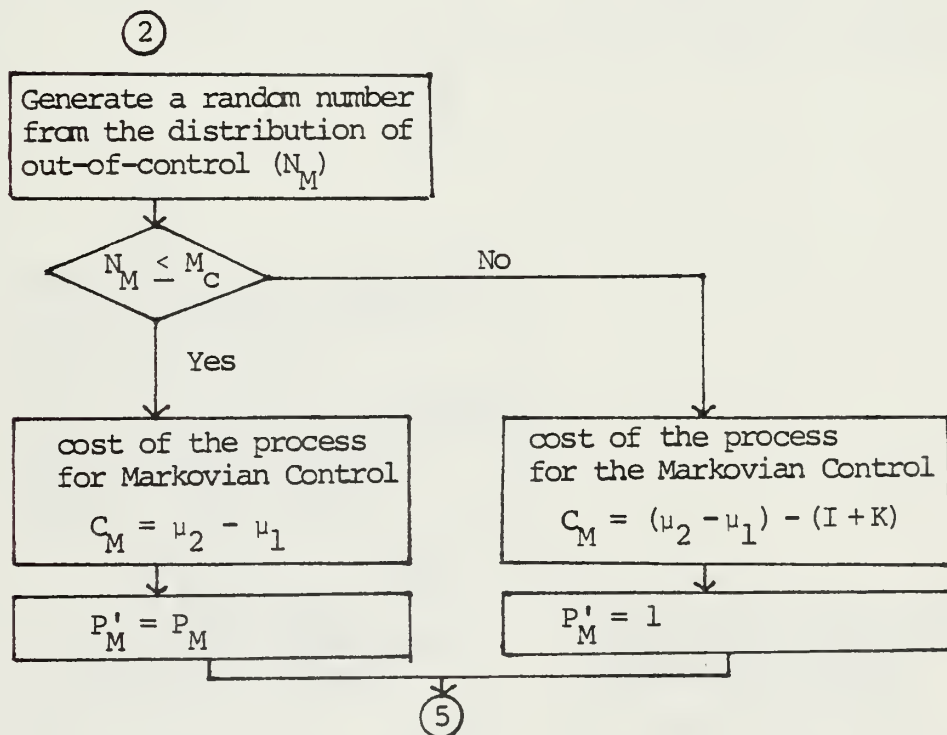 2
Generate a random number
from the distribution of
out-of-control (N_M)
N_M ≤ M_C
No
Yes
cost of the process
for Markovian Control
C_M = μ_2 - μ_1
cost of the process
for the Markovian Control
C_M = (μ_2 - μ_1) - (I + K)
P'_M = P_M
P'_M = 1
5